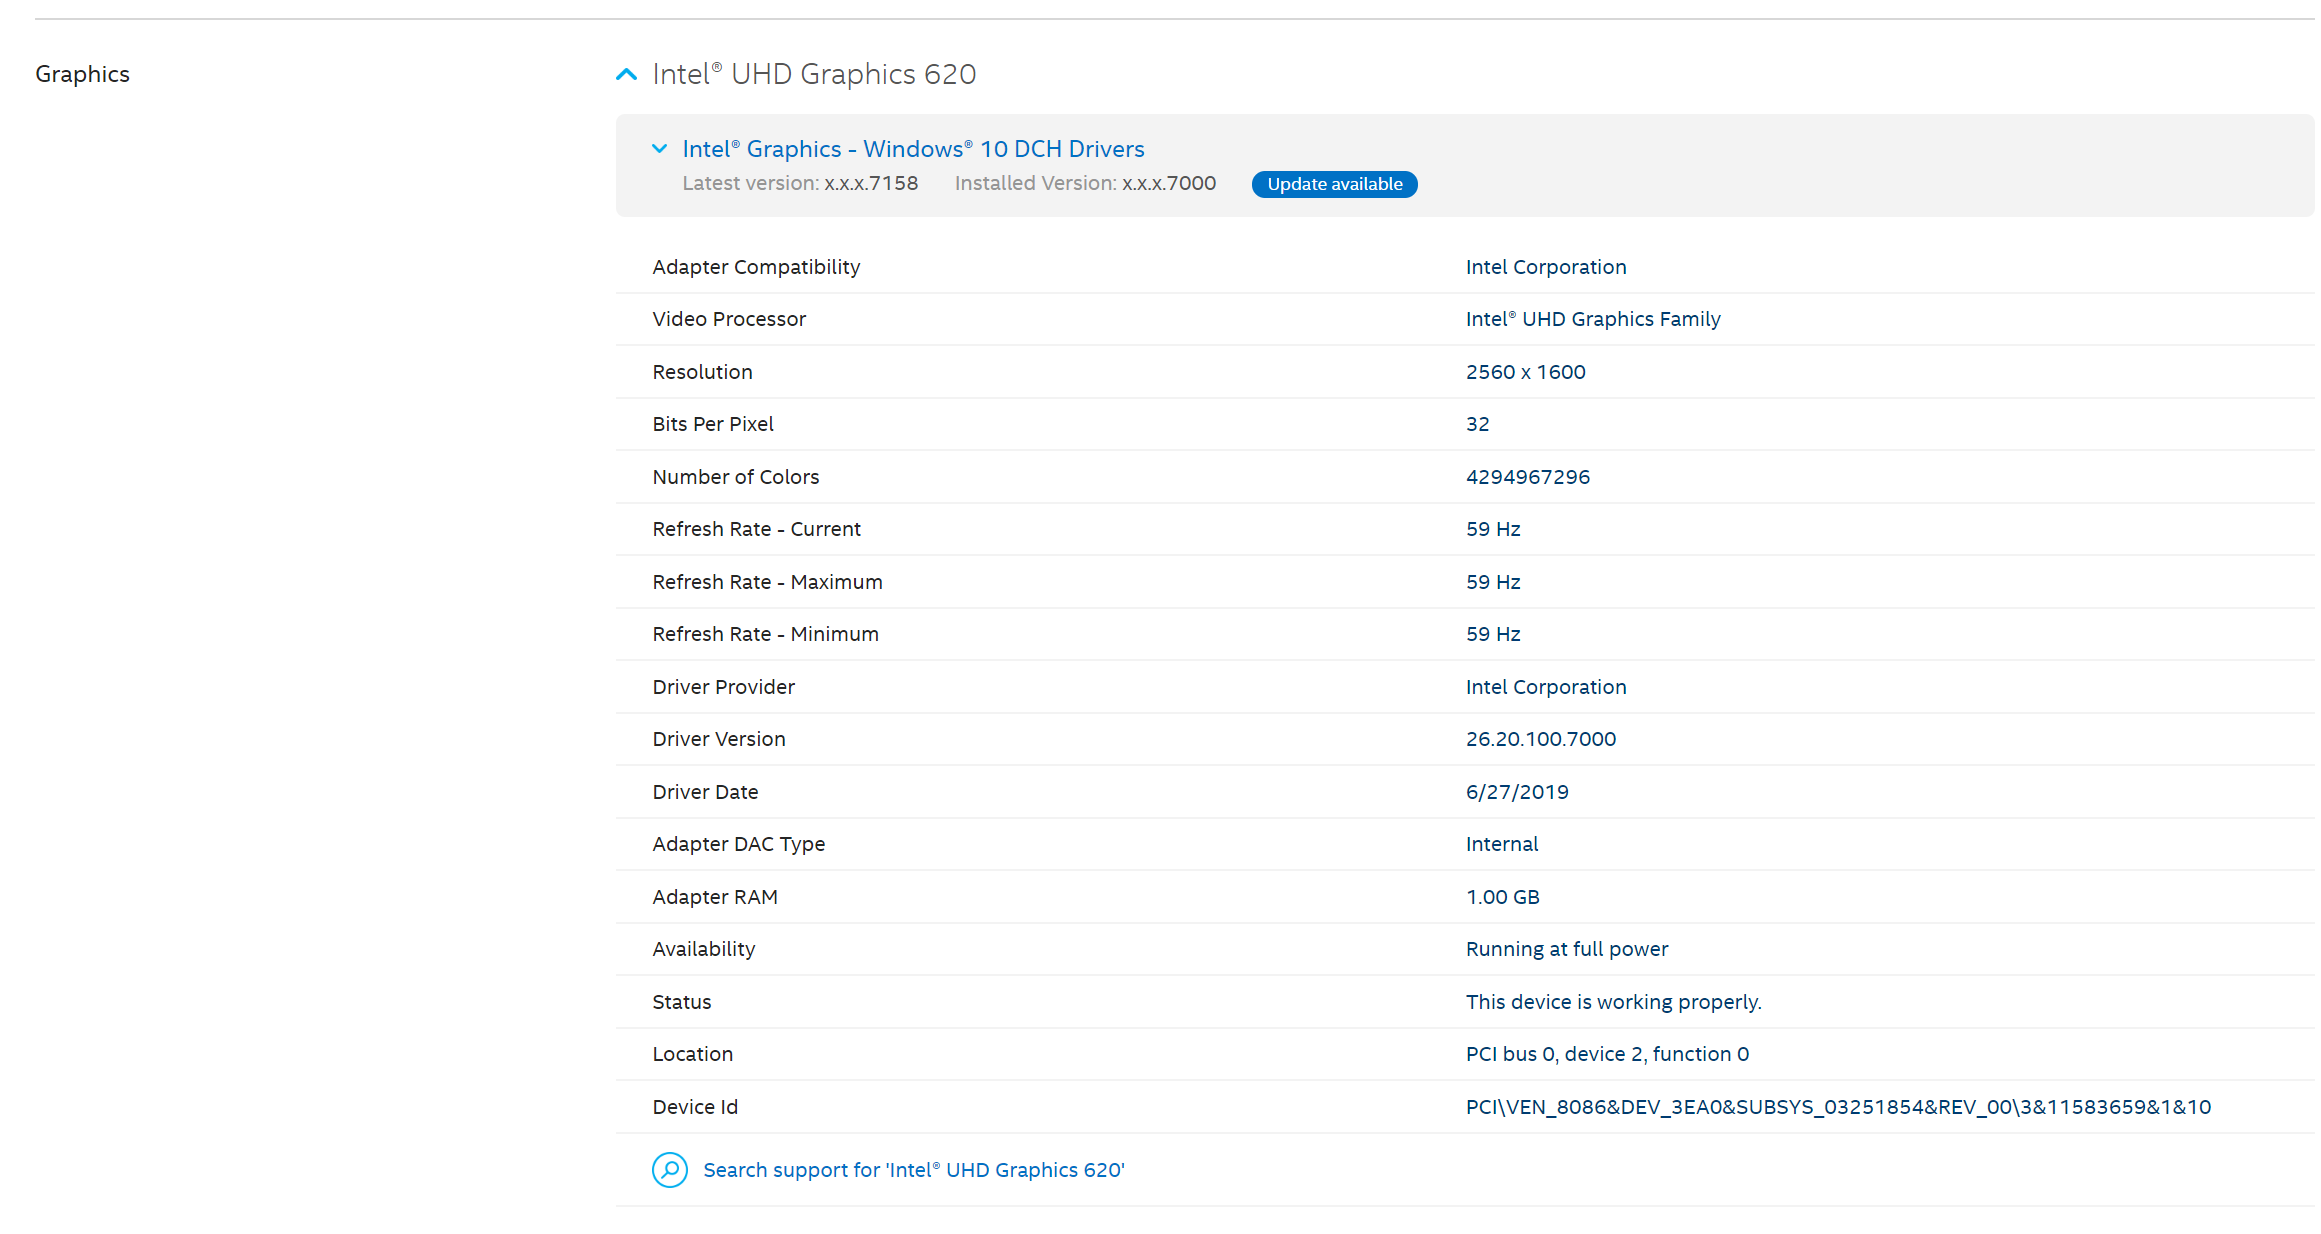 Graphics
Intel® UHD Graphics 620
Intel® Graphics - Windows® 10 DCH Drivers
Latest version: x.x.x.7158 Installed Version: x.x.x.7000 Update available
Adapter Compatibility Intel Corporation
Video Processor Intel® UHD Graphics Family
Resolution 2560 x 1600
Bits Per Pixel 32
Number of Colors 4294967296
Refresh Rate - Current 59 Hz
Refresh Rate - Maximum 59 Hz
Refresh Rate - Minimum 59 Hz
Driver Provider Intel Corporation
Driver Version 26.20.100.7000
Driver Date 6/27/2019
Adapter DAC Type Internal
Adapter RAM 1.00 GB
Availability Running at full power
Status This device is working properly.
Location PCI bus 0, device 2, function 0
Device Id PCI\VEN_8086&DEV_3EA0&SUBSYS_03251854&REV_00\3&11583659&1&10
Search support for 'Intel® UHD Graphics 620'